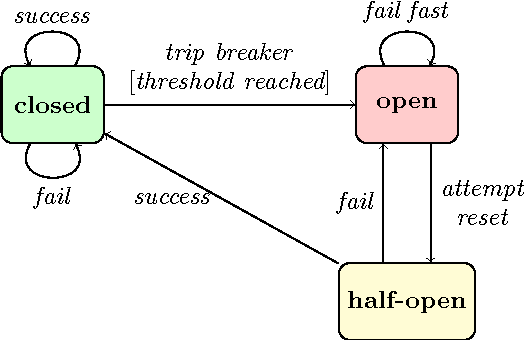 success
fail fast
trip breaker
[threshold reached]
closed
open
fail
success
fail
attempt
reset
half-open